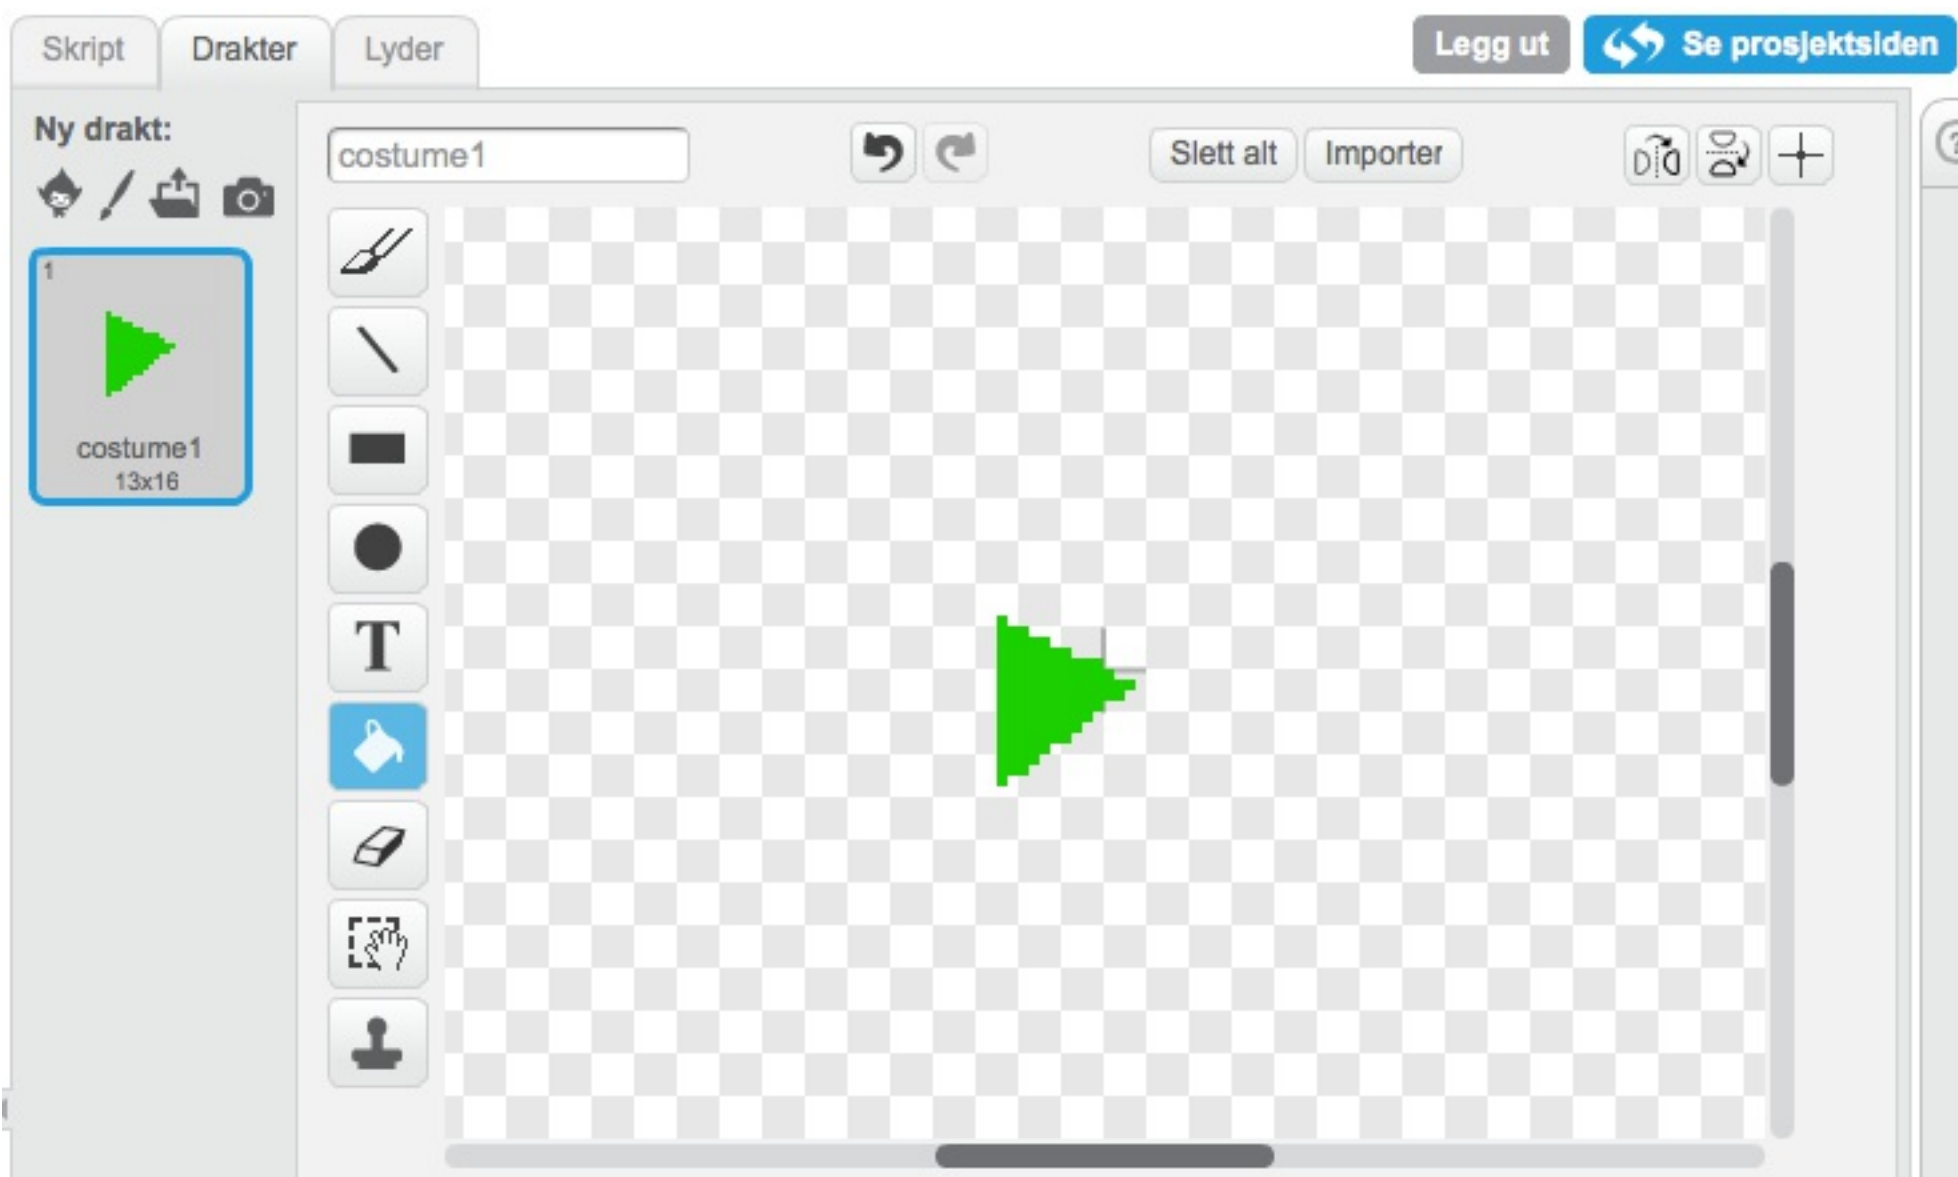 Skript Drakter Lyder Legg ut Se prosjektsiden
Ny drakt:
costume1 Slett alt Importer
1
costume1
13x16
T